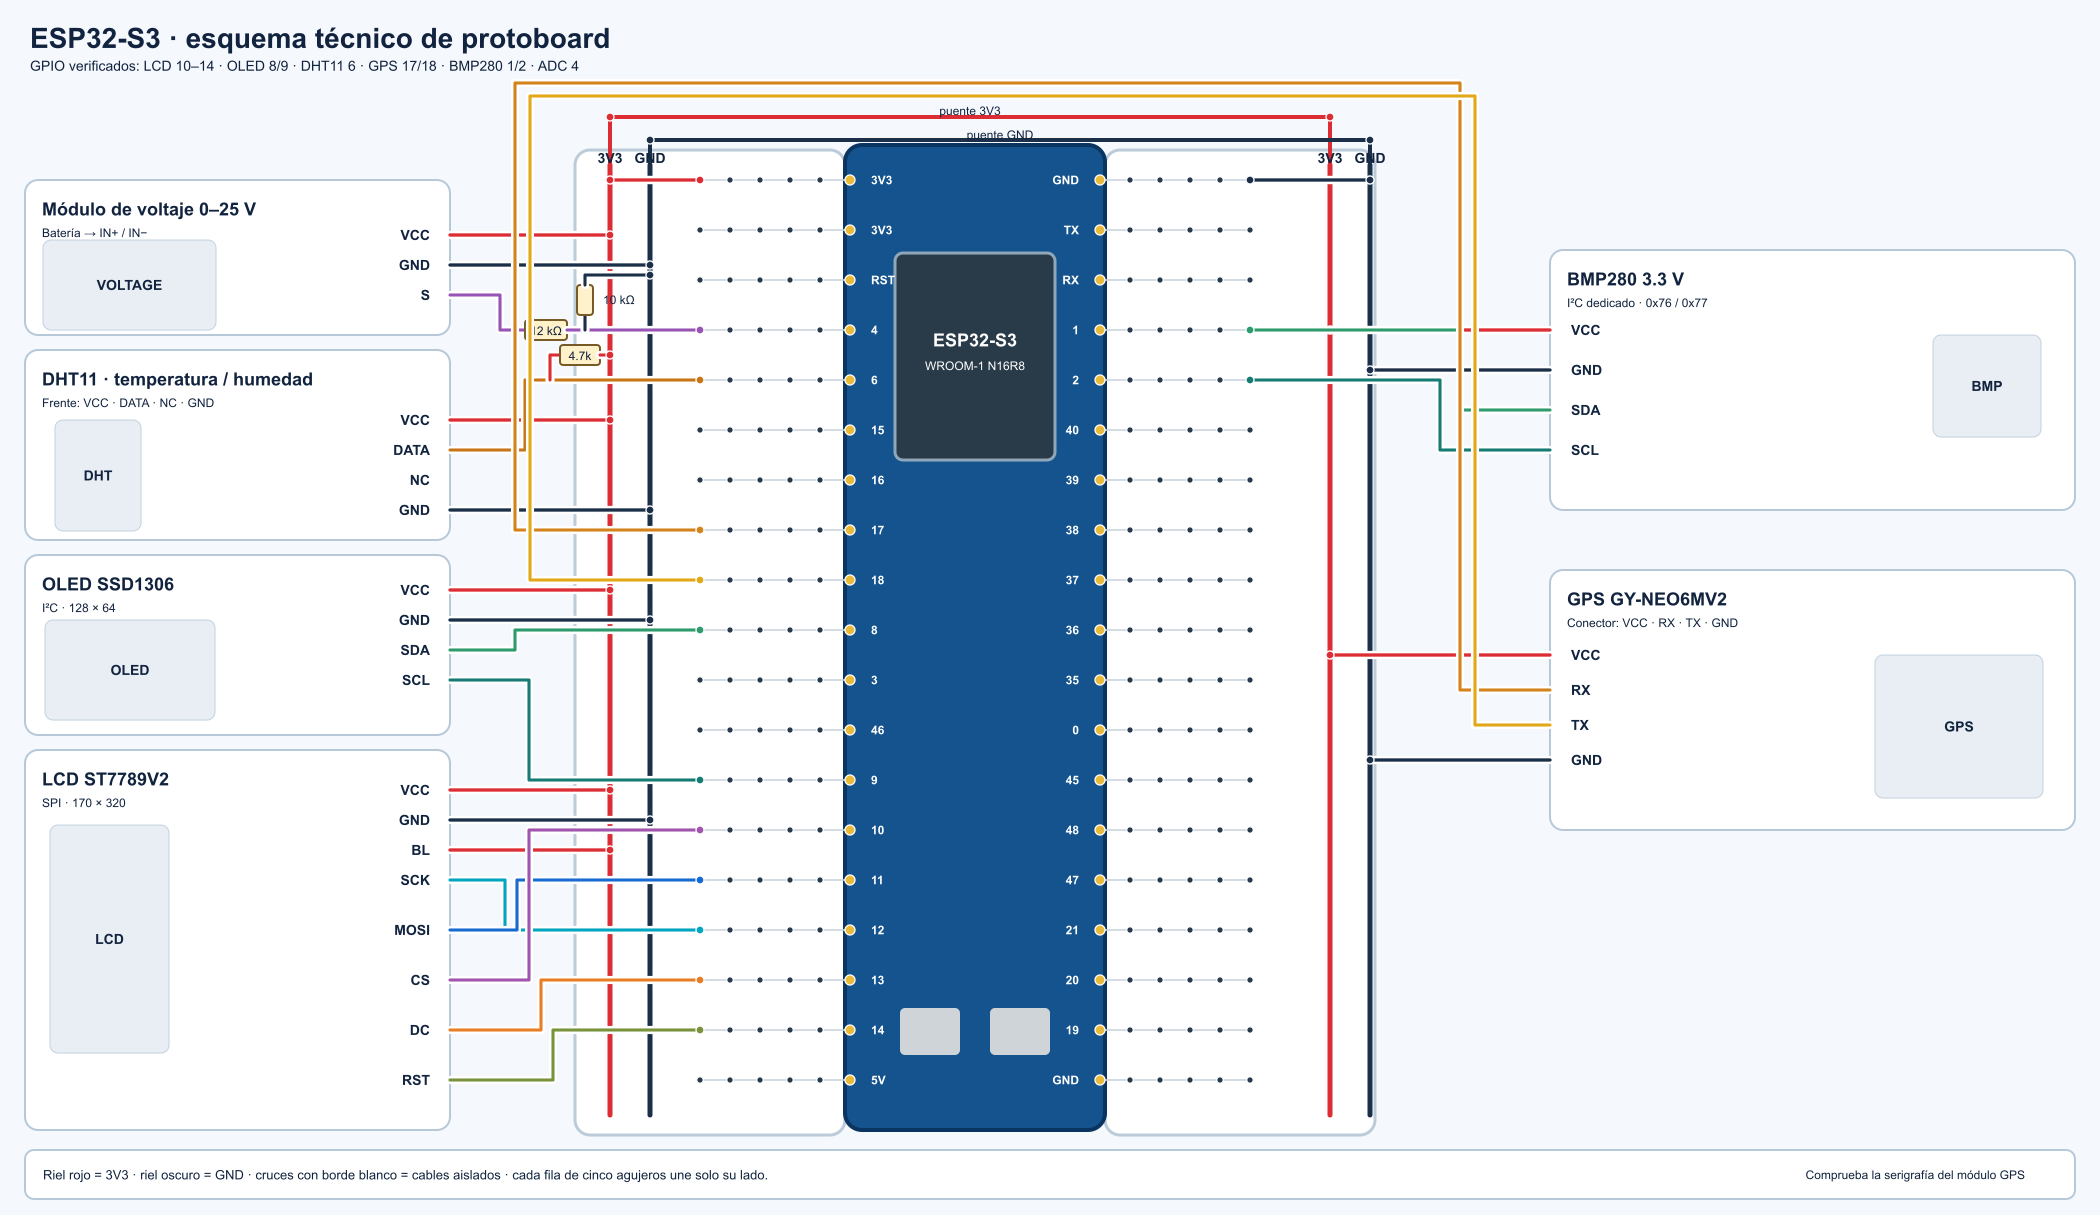 ESP32-S3 · esquema técnico de protoboard
GPIO verificados: LCD 10–14 · OLED 8/9 · DHT11 6 · GPS 17/18 · BMP280 1/2 · ADC 4
puente 3V3
puente GND
3V3 GND
3V3 GND
Módulo de voltaje 0–25 V
Batería → IN+ / IN−
VOLTAGE
VCC
GND
S
10 kΩ
12 kΩ
4.7k
DHT11 · temperatura / humedad
Frente: VCC · DATA · NC · GND
DHT
VCC
DATA
NC
GND
OLED SSD1306
I²C · 128 × 64
OLED
VCC
GND
SDA
SCL
LCD ST7789V2
SPI · 170 × 320
LCD
VCC
GND
BL
SCK
MOSI
CS
DC
RST
3V3
3V3
RST
4
6
15
16
17
18
8
3
46
9
10
11
12
13
14
5V
ESP32-S3
WROOM-1 N16R8
GND
TX
RX
1
2
40
39
38
37
36
35
0
45
48
47
21
20
19
GND
BMP280 3.3 V
I²C dedicado · 0x76 / 0x77
VCC
GND
SDA
SCL
BMP
GPS GY-NEO6MV2
Conector: VCC · RX · TX · GND
VCC
RX
TX
GND
GPS
Riel rojo = 3V3 · riel oscuro = GND · cruces con borde blanco = cables aislados · cada fila de cinco agujeros une solo su lado.
Comprueba la serigrafía del módulo GPS